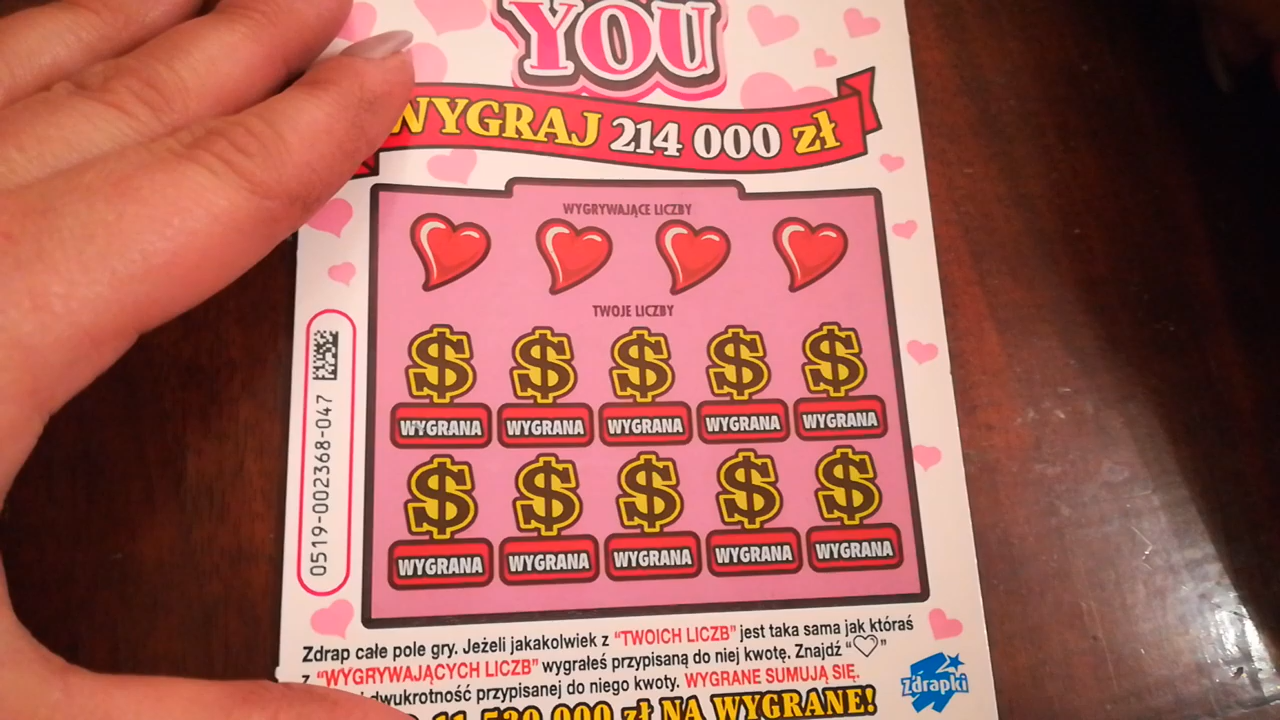 YOU
WYGRAJ 214 000 zł
WYGRYWAJĄCE LICZBY
TWOJE LICZBY
$ $ $ $ $
WYGRANA WYGRANA WYGRANA WYGRANA WYGRANA
$ $ $ $ $
WYGRANA WYGRANA WYGRANA WYGRANA WYGRANA
0519-002368-047
Zdrap całe pole gry. Jeżeli jakakolwiek z "TWOICH LICZB" jest taka sama jak któraś
z "WYGRYWAJĄCYCH LICZB" wygrałeś przypisaną do niej kwotę. Znajdź "♡"
dwukrotność przypisanej do niego kwoty. WYGRANE SUMUJĄ SIĘ.
zł NA WYGRANE!
Zdrapki